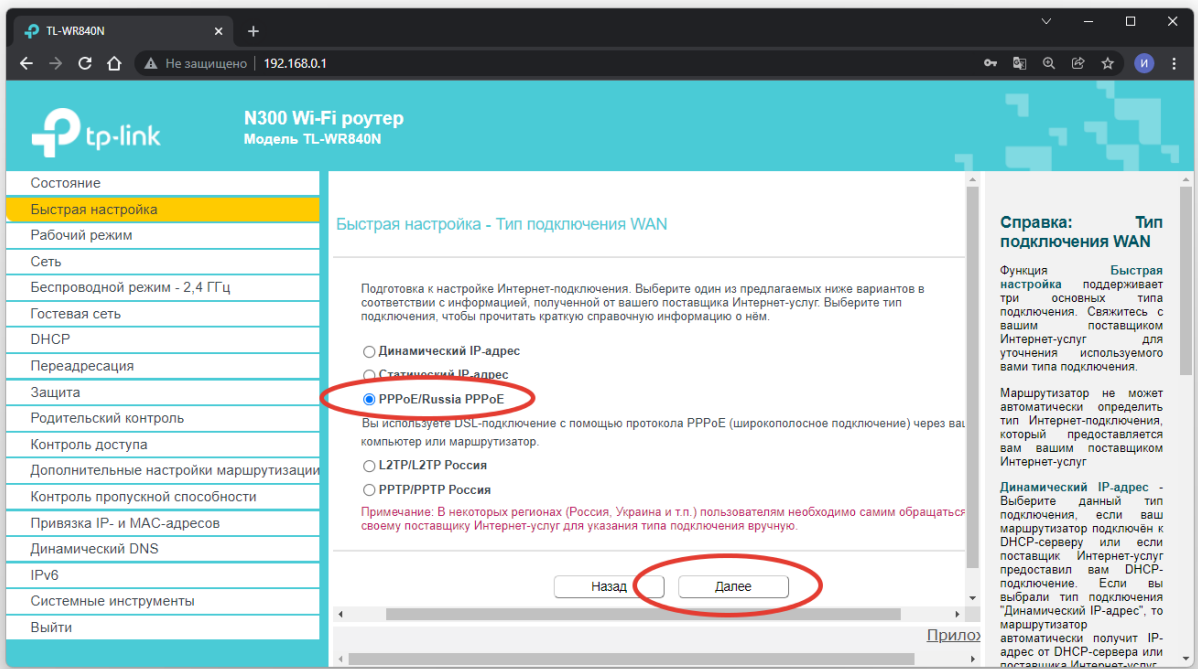 TL-WR840N
Не защищено 192.168.0.1
И
tp-link
N300 Wi-Fi роутер
Модель TL-WR840N
Состояние
Быстрая настройка
Рабочий режим
Сеть
Беспроводной режим - 2,4 ГГц
Гостевая сеть
DHCP
Переадресация
Защита
Родительский контроль
Контроль доступа
Дополнительные настройки маршрутизации
Контроль пропускной способности
Привязка IP- и MAC-адресов
Динамический DNS
IPv6
Системные инструменты
Выйти
Быстрая настройка - Тип подключения WAN
Подготовка к настройке Интернет-подключения. Выберите один из предлагаемых ниже вариантов в
соответствии с информацией, полученной от вашего поставщика Интернет-услуг. Выберите тип
подключения, чтобы прочитать краткую справочную информацию о нём.
Динамический IP-адрес
Статический IP-адрес
PPPoE/Russia PPPoE
Вы используете DSL-подключение с помощью протокола PPPoE (широкополосное подключение) через ваш
компьютер или маршрутизатор.
L2TP/L2TP Россия
PPTP/PPTP Россия
Примечание: В некоторых регионах (Россия, Украина и т.п.) пользователям необходимо самим обращаться
своему поставщику Интернет-услуг для указания типа подключения вручную.
Назад
Далее
Прилож
Справка: Тип
подключения WAN
Функция Быстрая
настройка поддерживает
три основных типа
подключения. Свяжитесь с
вашим поставщиком
Интернет-услуг для
уточнения используемого
вами типа подключения.
Маршрутизатор не может
автоматически определить
тип Интернет-подключения,
который предоставляется
вам вашим поставщиком
Интернет-услуг
Динамический IP-адрес -
Выберите данный тип
подключения, если ваш
маршрутизатор подключён к
DHCP-серверу или если
поставщик Интернет-услуг
предоставил вам DHCP-
подключение. Если вы
выбрали тип подключения
"Динамический IP-адрес", то
маршрутизатор
автоматически получит IP-
адрес от DHCP-сервера или
поставщика Интернет-услуг